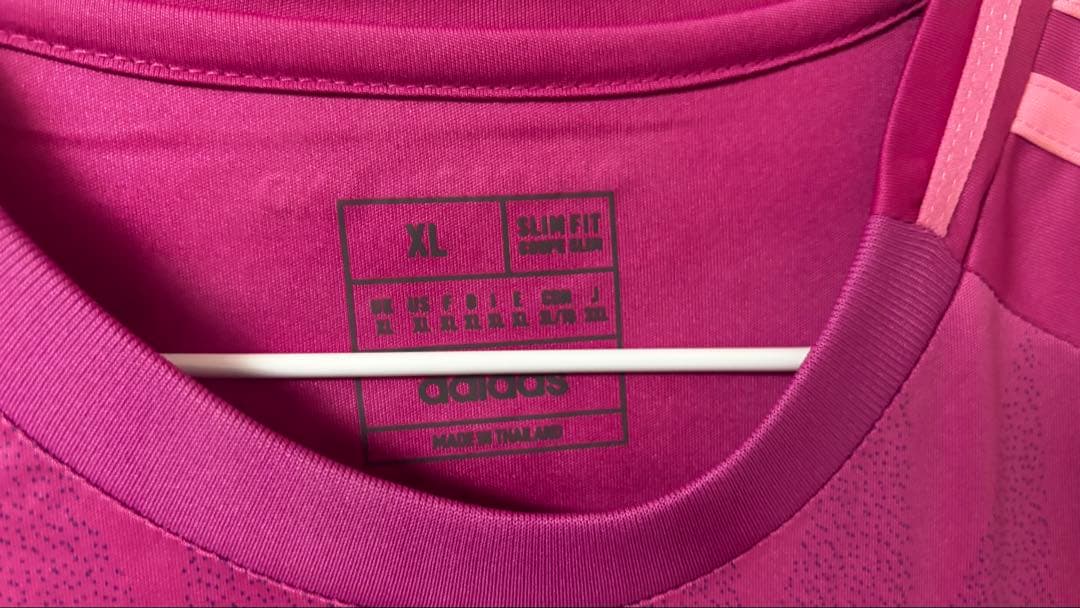 XL
SLIM FIT
COUPE SLIM
UK US F D I E CHN J
XL XL XL XL XL XL XXL
adidas
MADE IN THAILAND